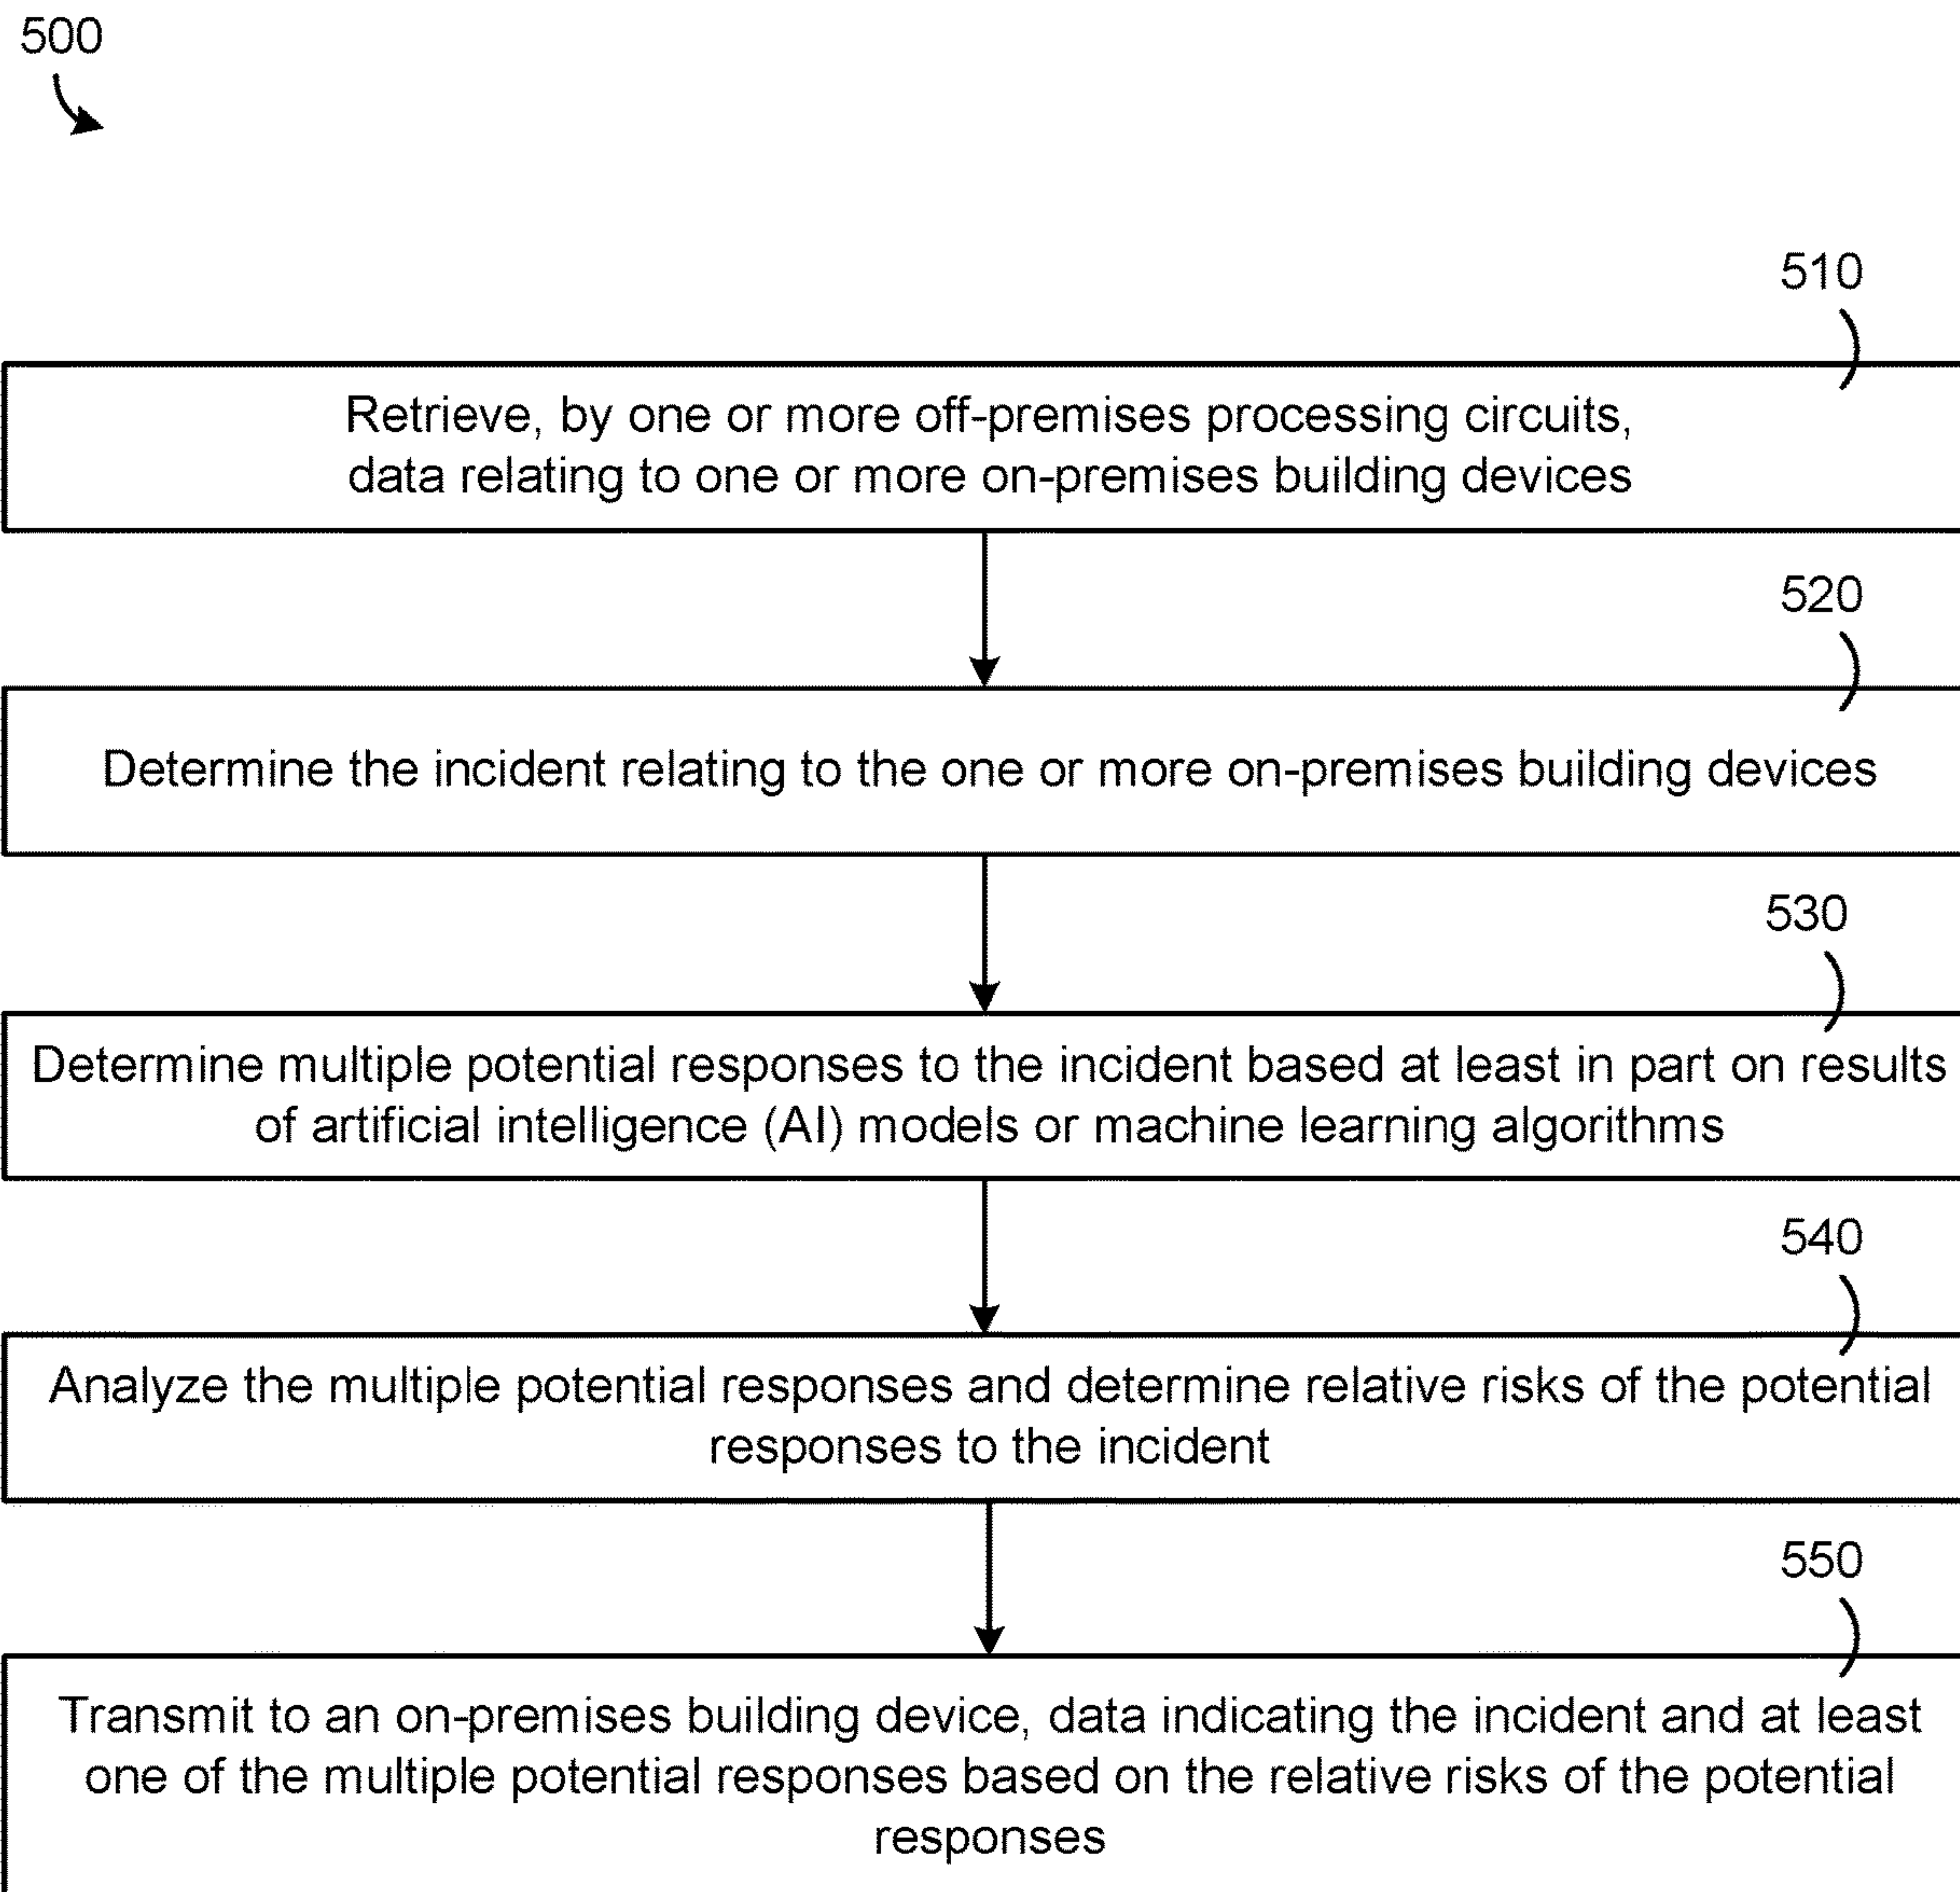 500
510
Retrieve, by one or more off-premises processing circuits,
data relating to one or more on-premises building devices
520
Determine the incident relating to the one or more on-premises building devices
530
Determine multiple potential responses to the incident based at least in part on results
of artificial intelligence (AI) models or machine learning algorithms
540
Analyze the multiple potential responses and determine relative risks of the potential
responses to the incident
550
Transmit to an on-premises building device, data indicating the incident and at least
one of the multiple potential responses based on the relative risks of the potential
responses